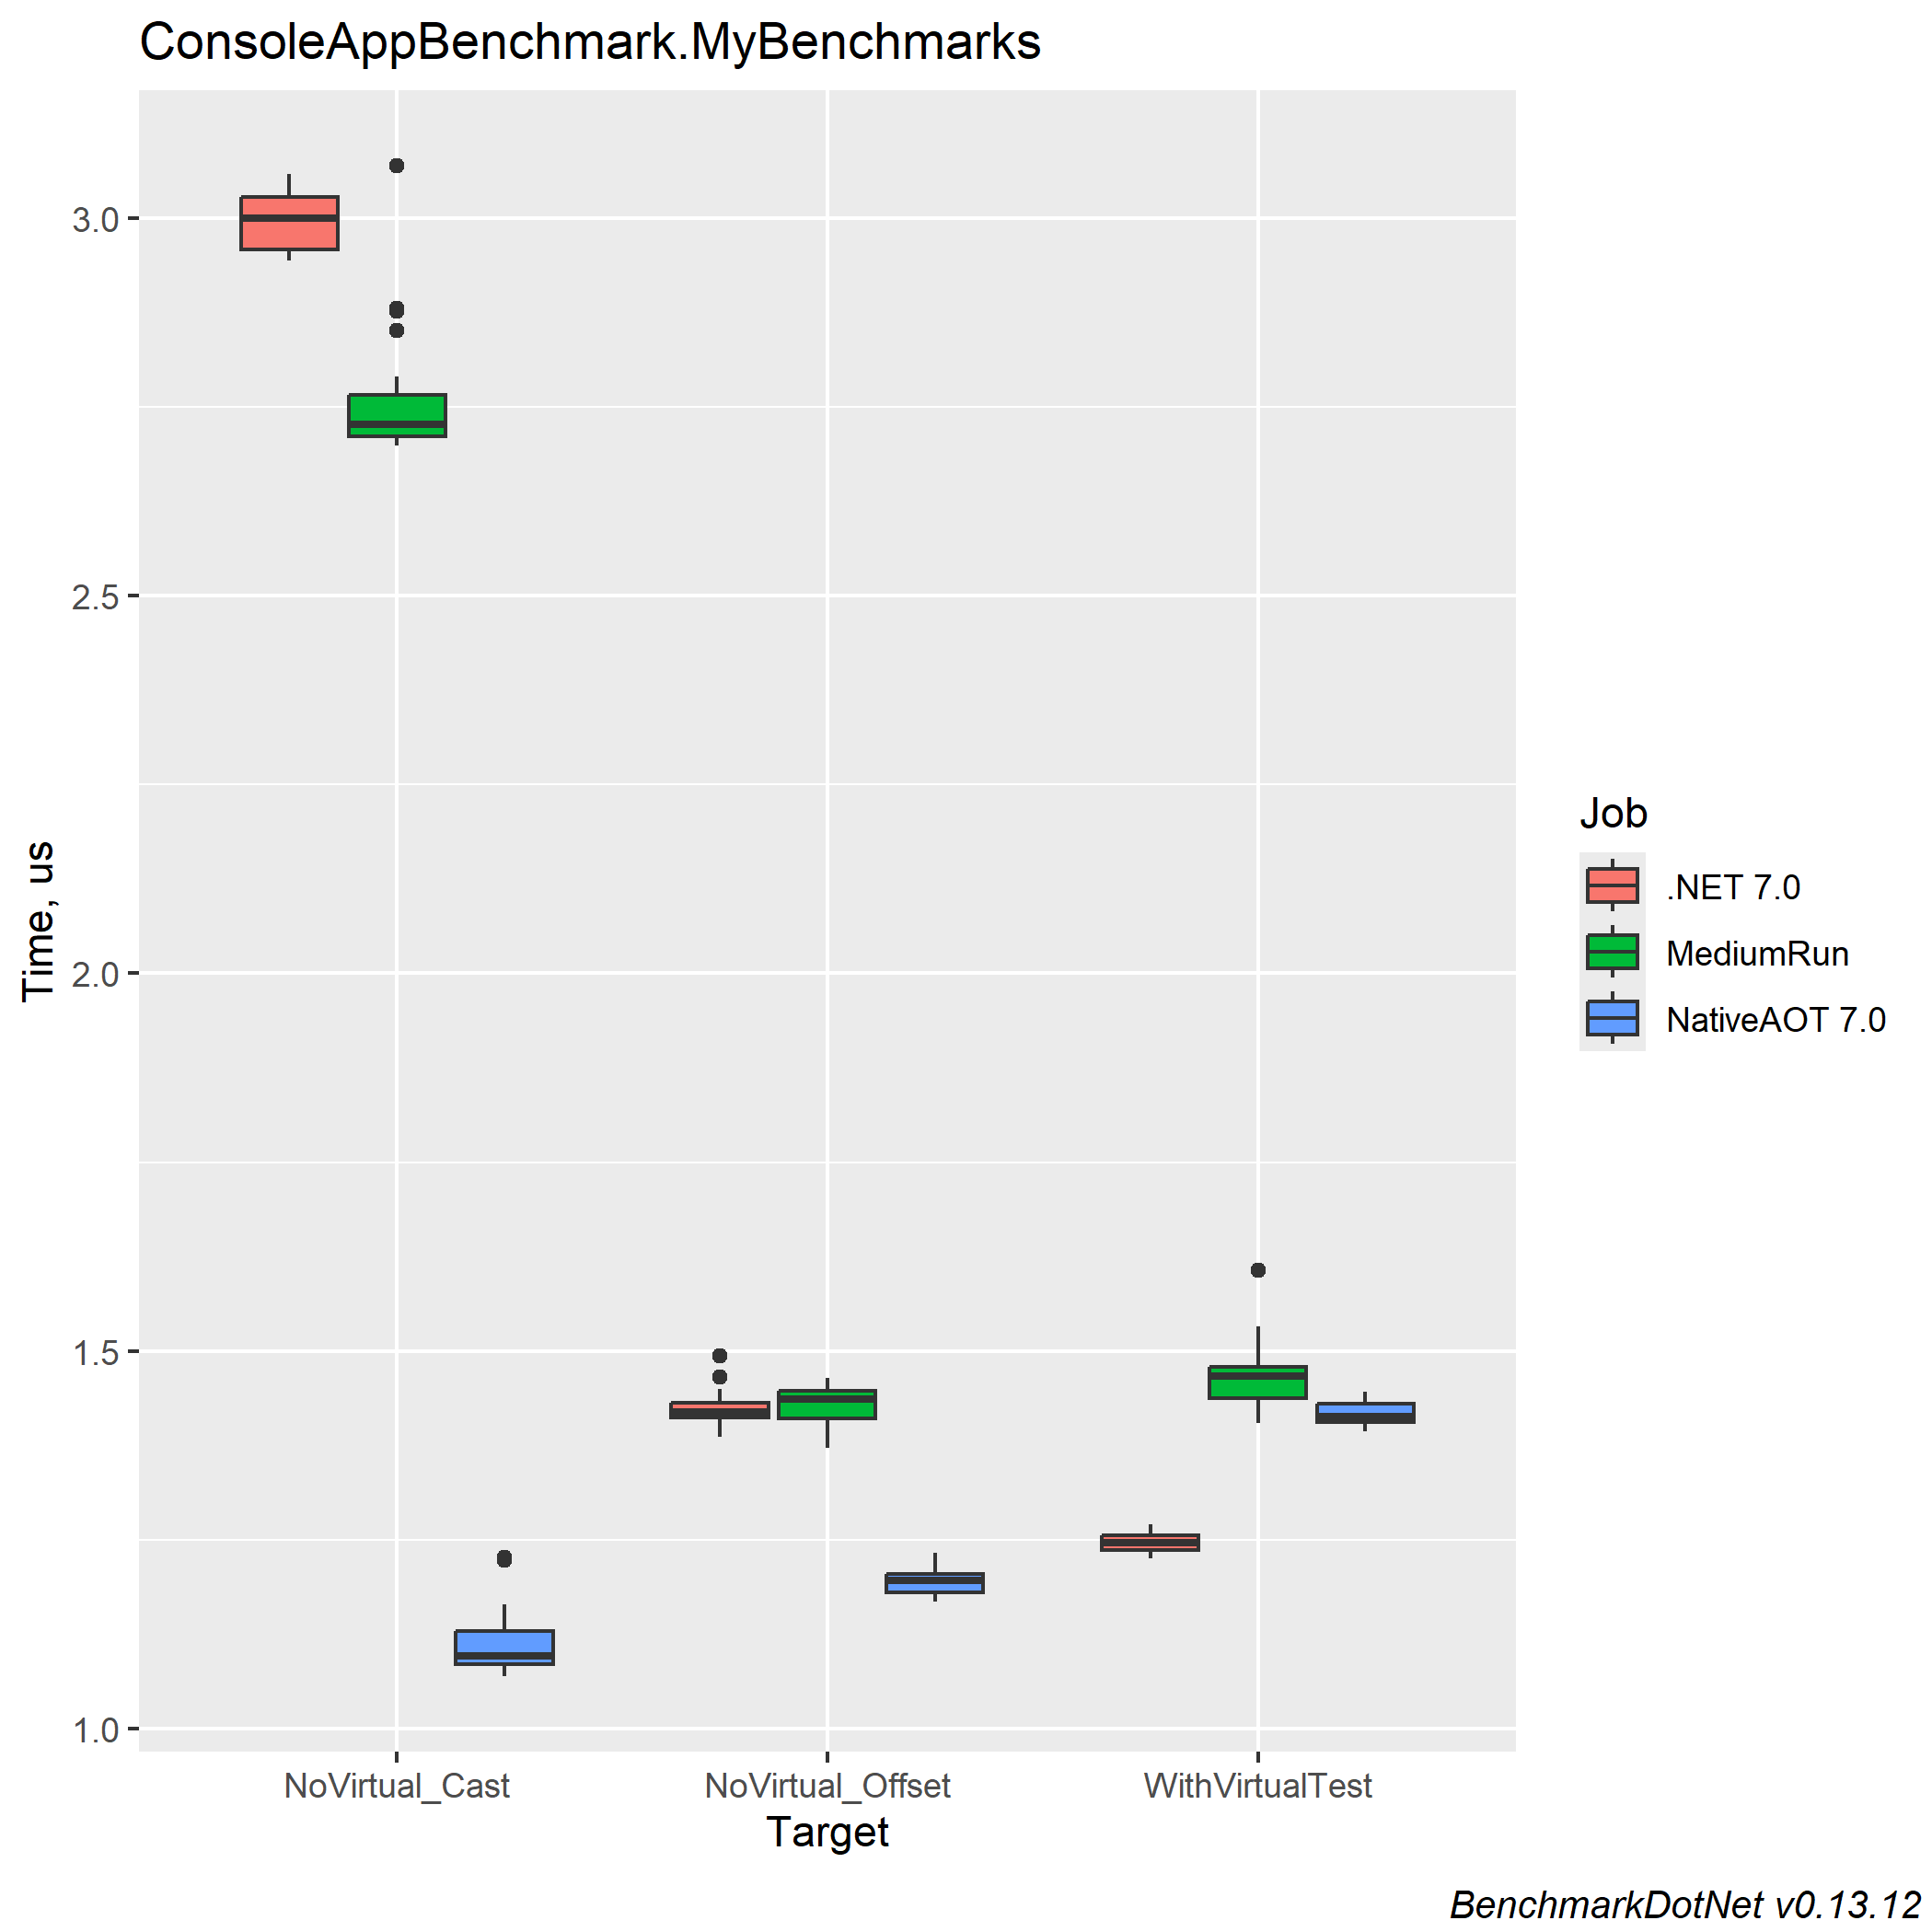 ConsoleAppBenchmark.MyBenchmarks
3.0
2.5
2.0
1.5
1.0
Time, us
NoVirtual_Cast
NoVirtual_Offset
WithVirtualTest
Target
Job
.NET 7.0
MediumRun
NativeAOT 7.0
BenchmarkDotNet v0.13.12